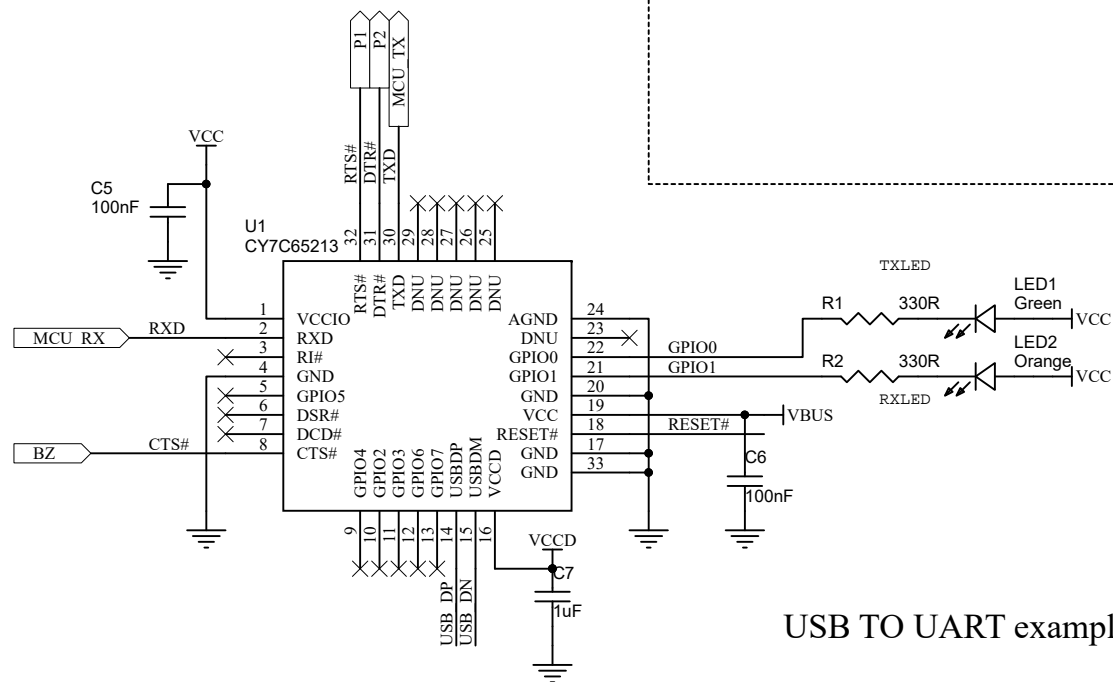 P1
P2
MCU_TX
RTS#
DTR#
TXD
VCC
C5
100nF
U1
CY7C65213
32
31
30
29
28
27
26
25
RTS#
DTR#
TXD
DNU
DNU
DNU
DNU
DNU
MCU_RX
RXD
BZ
CTS#
1
2
3
4
5
6
7
8
VCCIO
RXD
RI#
GND
GPIO5
DSR#
DCD#
CTS#
AGND
DNU
GPIO0
GPIO1
GND
VCC
RESET#
GND
GND
24
23
22
21
20
19
18
17
33
GPIO0
GPIO1
VBUS
RESET#
TXLED
R1
330R
LED1
Green
VCC
R2
330R
LED2
Orange
VCC
RXLED
C6
100nF
GPIO4
GPIO2
GPIO3
GPIO6
GPIO7
USBDP
USBDM
VCCD
9
10
11
12
13
14
15
16
USB_DP
USB_DN
VCCD
C7
1uF
USB TO UART exampl